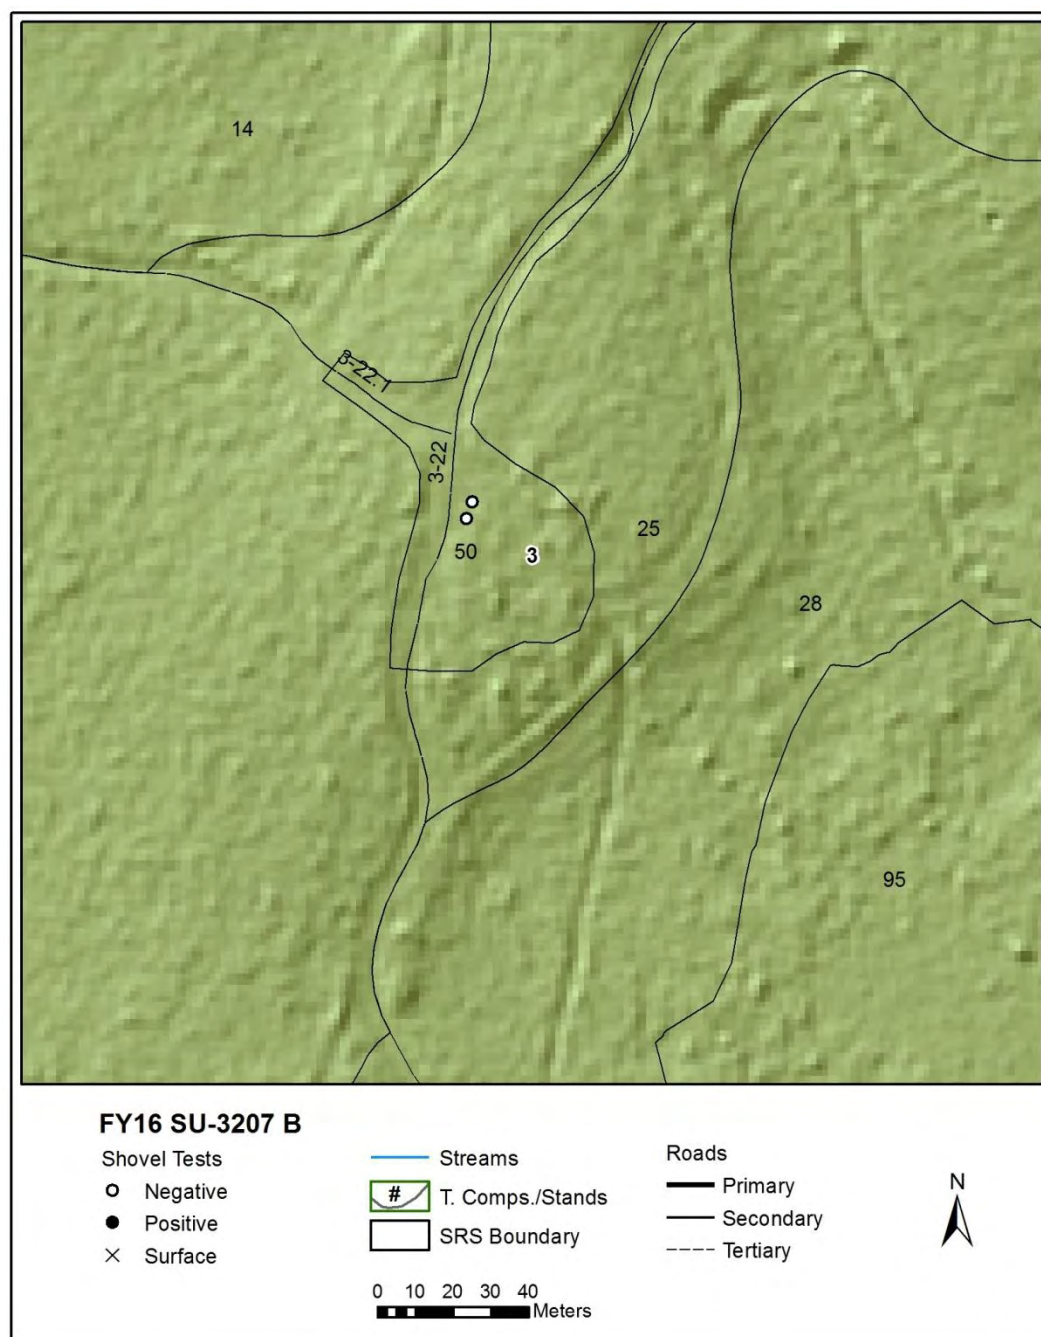 14
3-22.1
3-22
50
3
25
28
95
FY16 SU-3207 B
Shovel Tests
Negative
Positive
Surface
Streams
# T. Comps./Stands
SRS Boundary
0 10 20 30 40
Meters
Roads
Primary
Secondary
Tertiary
N